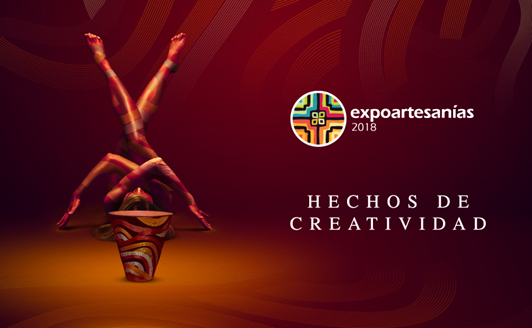 expoartesanías
2018
HECHOS DE
CREATIVIDAD